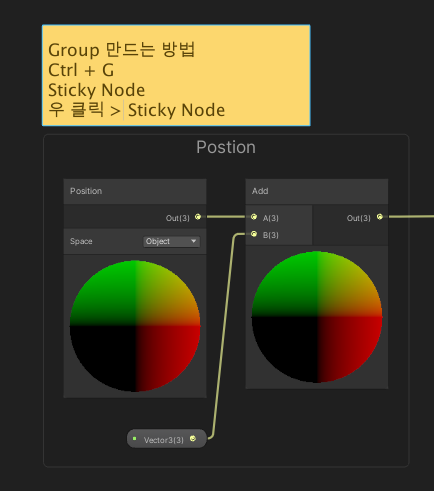 Group 만드는 방법
Ctrl + G
Sticky Node
우 클릭 > Sticky Node
Postion
Position
Out(3)
Space
Object
Add
A(3)
Out(3)
B(3)
Vector3(3)